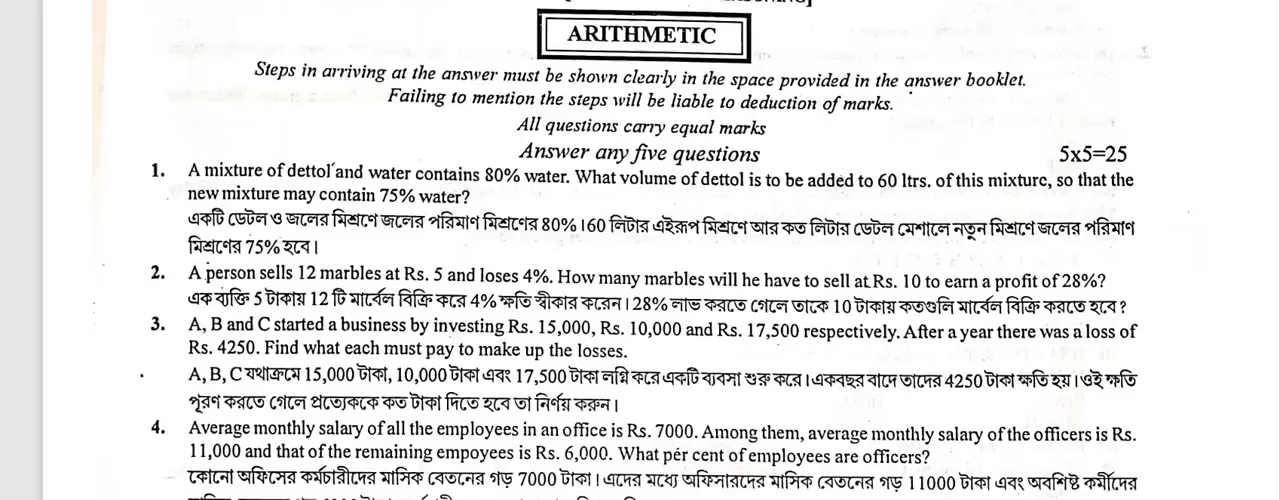 ARITHMETIC
Steps in arriving at the answer must be shown clearly in the space provided in the answer booklet.
Failing to mention the steps will be liable to deduction of marks.
All questions carry equal marks
Answer any five questions 5x5=25
1. A mixture of dettol and water contains 80% water. What volume of dettol is to be added to 60 ltrs. of this mixture, so that the
new mixture may contain 75% water?
একটি ডেটল ও জলের মিশ্রণে জলের পরিমাণ মিশ্রণের 80%। 60 লিটার এইরূপ মিশ্রণে আর কত লিটার ডেটল মেশালে নতুন মিশ্রণে জলের পরিমাণ
মিশ্রণের 75% হবে।
2. A person sells 12 marbles at Rs. 5 and loses 4%. How many marbles will he have to sell at Rs. 10 to earn a profit of 28%?
এক ব্যক্তি 5 টাকায় 12 টি মার্বেল বিক্রি করে 4% ক্ষতি স্বীকার করেন। 28% লাভ করতে গেলে তাকে 10 টাকায় কতগুলি মার্বেল বিক্রি করতে হবে?
3. A, B and C started a business by investing Rs. 15,000, Rs. 10,000 and Rs. 17,500 respectively. After a year there was a loss of
Rs. 4250. Find what each must pay to make up the losses.
A, B, C যথাক্রমে 15,000 টাকা, 10,000 টাকা এবং 17,500 টাকা লগ্নি করে একটি ব্যবসা শুরু করে। একবছর বাদে তাদের 4250 টাকা ক্ষতি হয়। ওই ক্ষতি
পূরণ করতে গেলে প্রত্যেককে কত টাকা দিতে হবে তা নির্ণয় করুন।
4. Average monthly salary of all the employees in an office is Rs. 7000. Among them, average monthly salary of the officers is Rs.
11,000 and that of the remaining empoyees is Rs. 6,000. What per cent of employees are officers?
কোনো অফিসের কর্মচারীদের মাসিক বেতনের গড় 7000 টাকা। এদের মধ্যে অফিসারদের মাসিক বেতনের গড় 11000 টাকা এবং অবশিষ্ট কর্মীদের